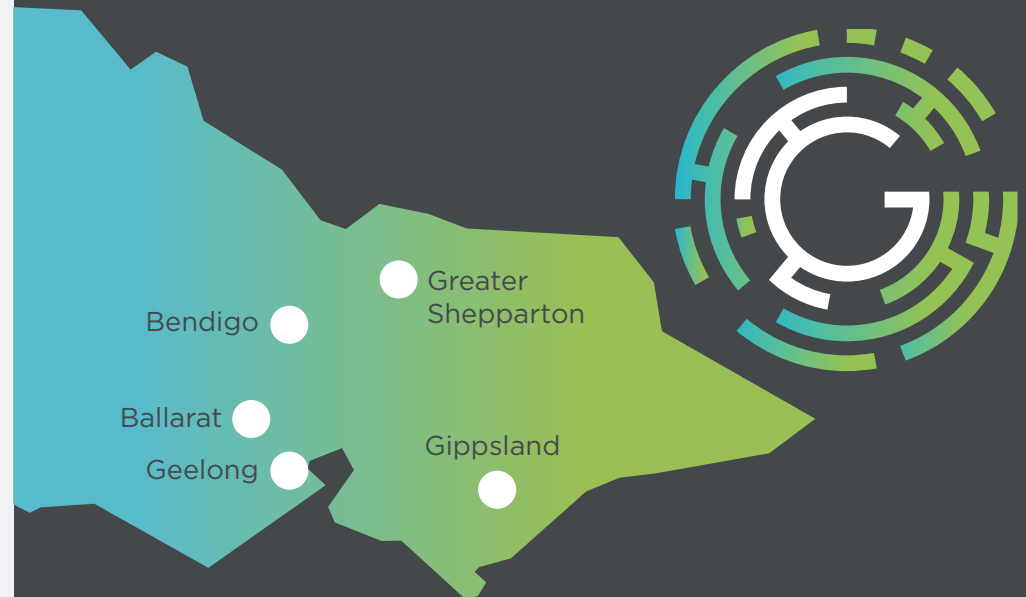 Greater
Shepparton
Bendigo
Ballarat
Gippsland
Geelong